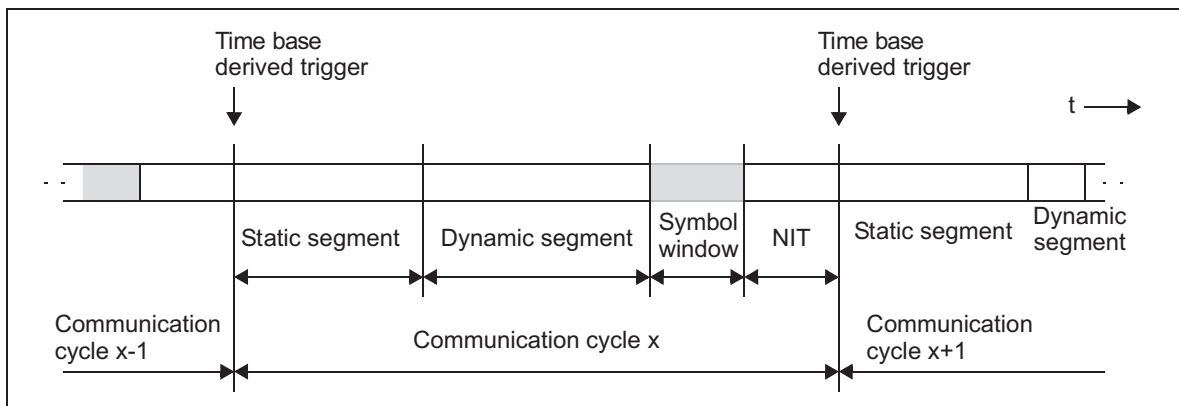 Time base
derived trigger
Time base
derived trigger
t
Static segment
Dynamic segment
Symbol
window
NIT
Static segment
Dynamic
segment
Communication
cycle x-1
Communication cycle x
Communication
cycle x+1